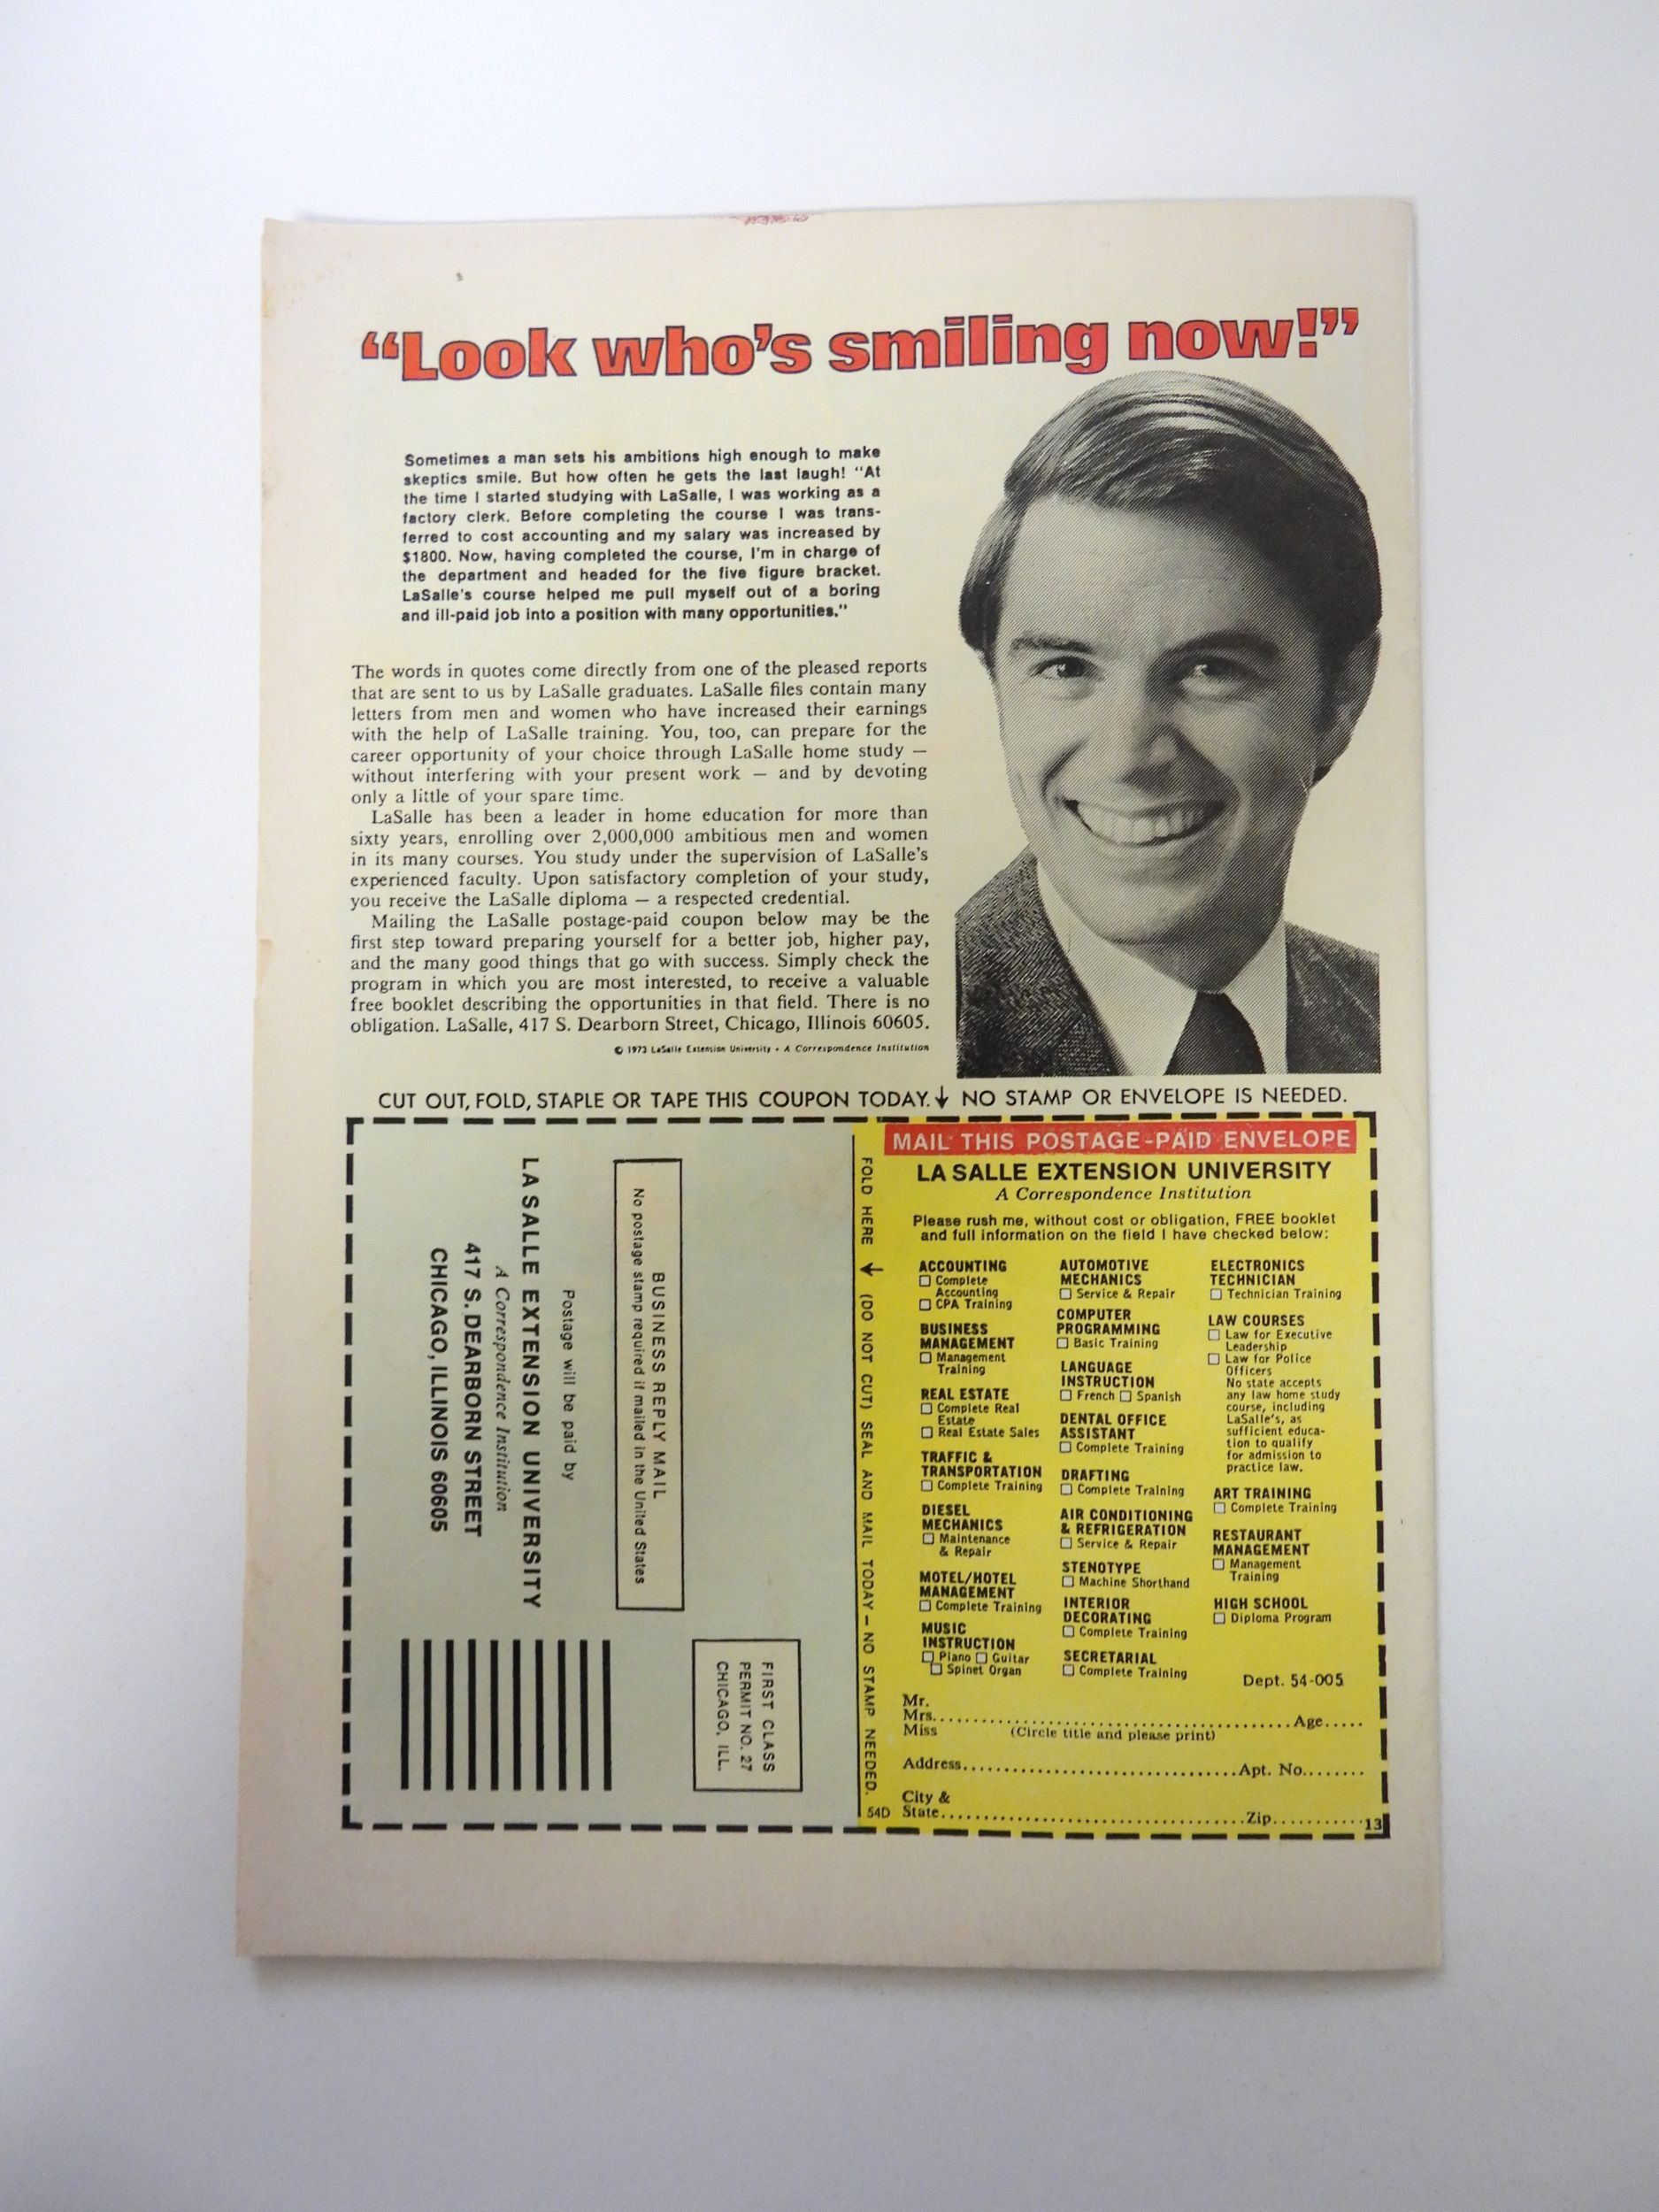 “Look who’s smiling now!”
Sometimes a man sets his ambitions high enough to make
skeptics smile. But how often he gets the last laugh! “At
the time I started studying with LaSalle, I was working as a
factory clerk. Before completing the course I was trans-
ferred to cost accounting and my salary was increased by
$1800. Now, having completed the course, I’m in charge of
the department and headed for the five figure bracket.
LaSalle’s course helped me pull myself out of a boring
and ill-paid job into a position with many opportunities.”
The words in quotes come directly from one of the pleased reports
that are sent to us by LaSalle graduates. LaSalle files contain many
letters from men and women who have increased their earnings
with the help of LaSalle training. You, too, can prepare for the
career opportunity of your choice through LaSalle home study —
without interfering with your present work — and by devoting
only a little of your spare time.
LaSalle has been a leader in home education for more than
sixty years, enrolling over 2,000,000 ambitious men and women
in its many courses. You study under the supervision of LaSalle’s
experienced faculty. Upon satisfactory completion of your study,
you receive the LaSalle diploma — a respected credential.
Mailing the LaSalle postage-paid coupon below may be the
first step toward preparing yourself for a better job, higher pay,
and the many good things that go with success. Simply check the
program in which you are most interested, to receive a valuable
free booklet describing the opportunities in that field. There is no
obligation. LaSalle, 417 S. Dearborn Street, Chicago, Illinois 60605.
© 1973 LaSalle Extension University • A Correspondence Institution
CUT OUT, FOLD, STAPLE OR TAPE THIS COUPON TODAY. ↓ NO STAMP OR ENVELOPE IS NEEDED.
FIRST CLASS
PERMIT NO. 27
CHICAGO, ILL.
BUSINESS REPLY MAIL
No postage stamp required if mailed in the United States
Postage will be paid by
LA SALLE EXTENSION UNIVERSITY
A Correspondence Institution
417 S. DEARBORN STREET
CHICAGO, ILLINOIS 60605
FOLD HERE → (DO NOT CUT) SEAL AND MAIL TODAY — NO STAMP NEEDED.
MAIL THIS POSTAGE-PAID ENVELOPE
LA SALLE EXTENSION UNIVERSITY
A Correspondence Institution
Please rush me, without cost or obligation, FREE booklet
and full information on the field I have checked below:
ACCOUNTING
☐ Complete
Accounting
☐ CPA Training
BUSINESS
MANAGEMENT
☐ Management
Training
REAL ESTATE
☐ Complete Real
Estate
☐ Real Estate Sales
TRAFFIC &
TRANSPORTATION
☐ Complete Training
DIESEL
MECHANICS
☐ Maintenance
& Repair
MOTEL/HOTEL
MANAGEMENT
☐ Complete Training
MUSIC
INSTRUCTION
☐ Piano ☐ Guitar
☐ Spinet Organ
AUTOMOTIVE
MECHANICS
☐ Service & Repair
COMPUTER
PROGRAMMING
☐ Basic Training
LANGUAGE
INSTRUCTION
☐ French ☐ Spanish
DENTAL OFFICE
ASSISTANT
☐ Complete Training
DRAFTING
☐ Complete Training
AIR CONDITIONING
& REFRIGERATION
☐ Service & Repair
STENOTYPE
☐ Machine Shorthand
INTERIOR
DECORATING
☐ Complete Training
SECRETARIAL
☐ Complete Training
ELECTRONICS
TECHNICIAN
☐ Technician Training
LAW COURSES
☐ Law for Executive
Leadership
☐ Law for Police
Officers
No state accepts
any law home study
course, including
LaSalle’s, as
sufficient educa-
tion to qualify
for admission to
practice law.
ART TRAINING
☐ Complete Training
RESTAURANT
MANAGEMENT
☐ Management
Training
HIGH SCHOOL
☐ Diploma Program
Dept. 54-005
Mr.
Mrs. Age
Miss (Circle title and please print)
Address Apt. No.
City &
54D State Zip 13